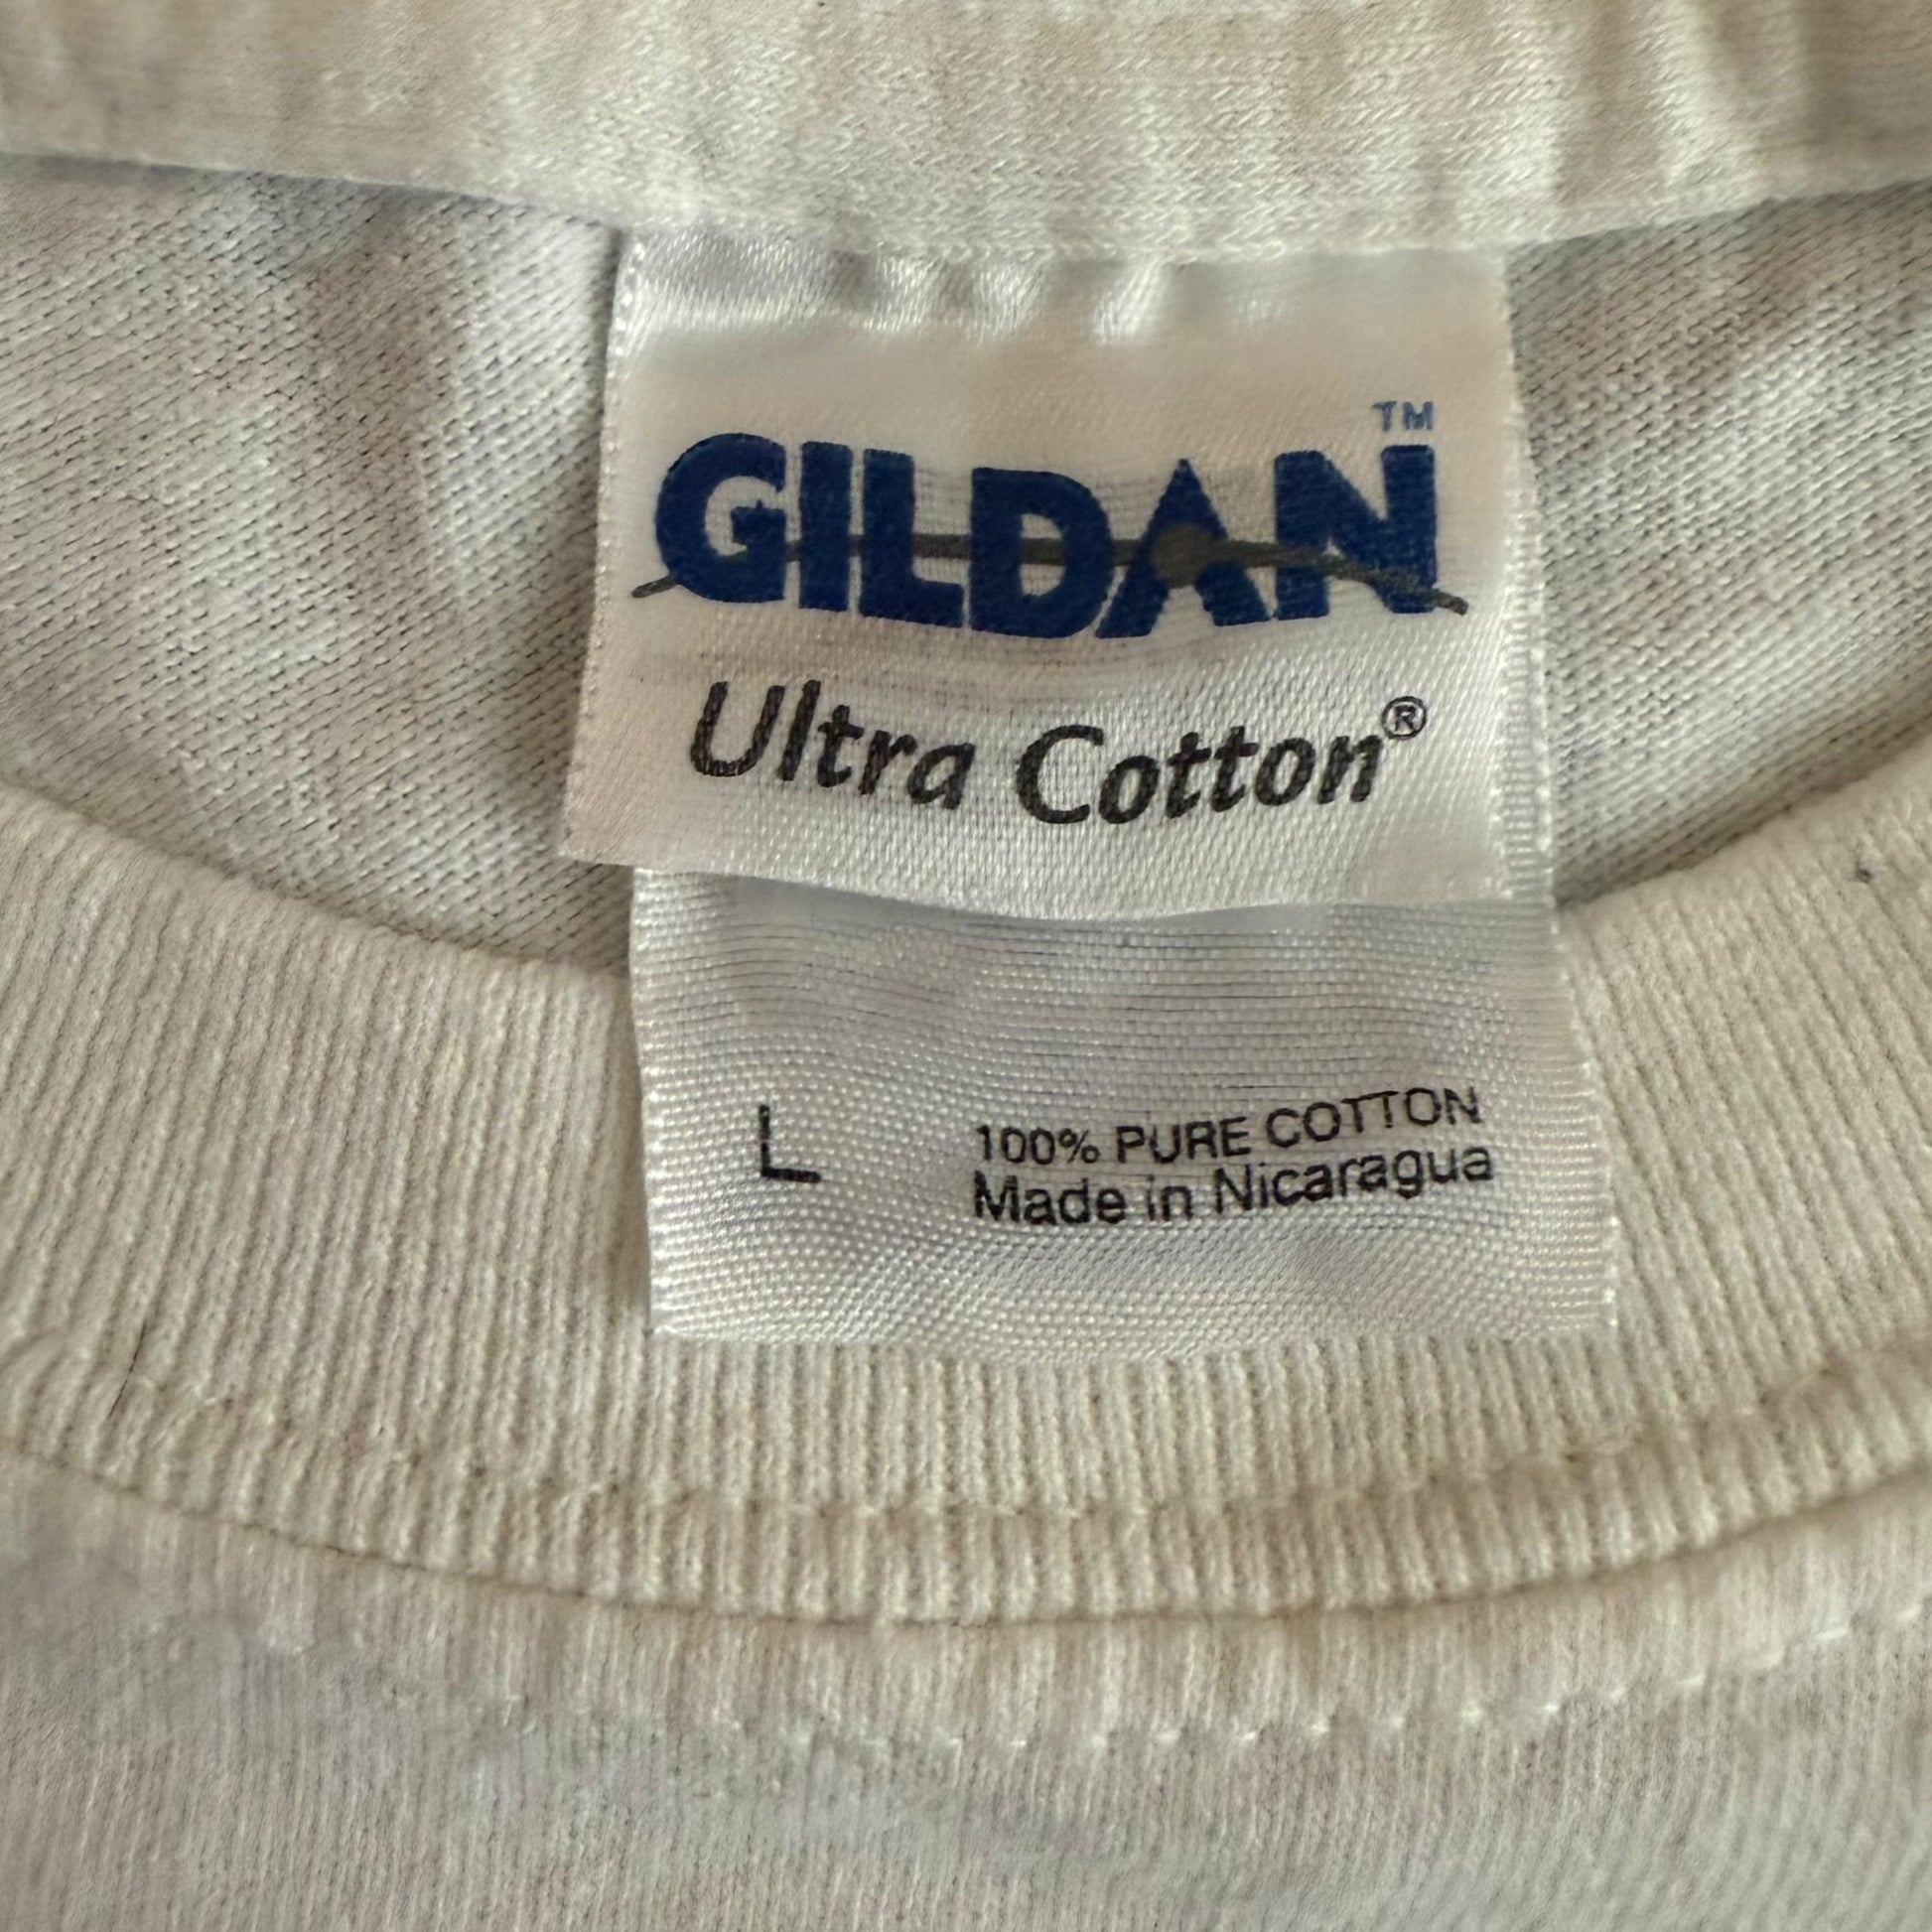 GILDAN™
Ultra Cotton®
L
100% PURE COTTON
Made in Nicaragua